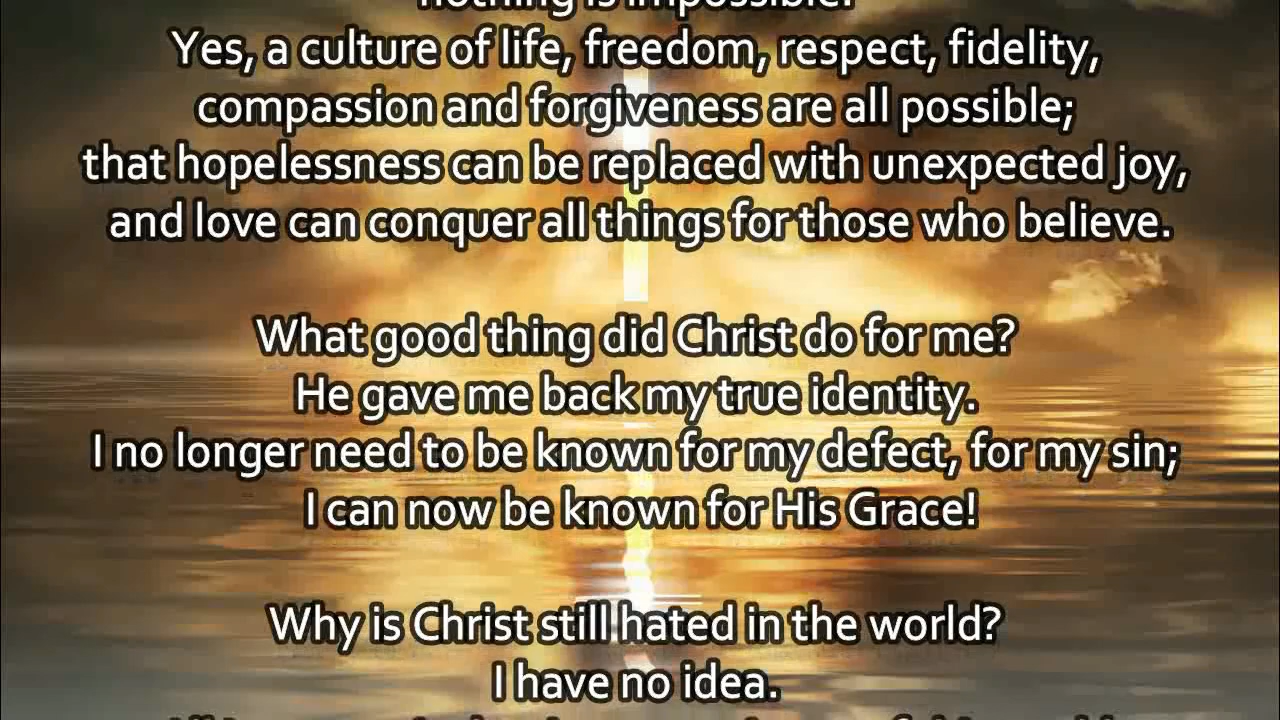 nothing is impossible.
Yes, a culture of life, freedom, respect, fidelity,
compassion and forgiveness are all possible;
that hopelessness can be replaced with unexpected joy,
and love can conquer all things for those who believe.
What good thing did Christ do for me?
He gave me back my true identity.
I no longer need to be known for my defect, for my sin;
I can now be known for His Grace!
Why is Christ still hated in the world?
I have no idea.